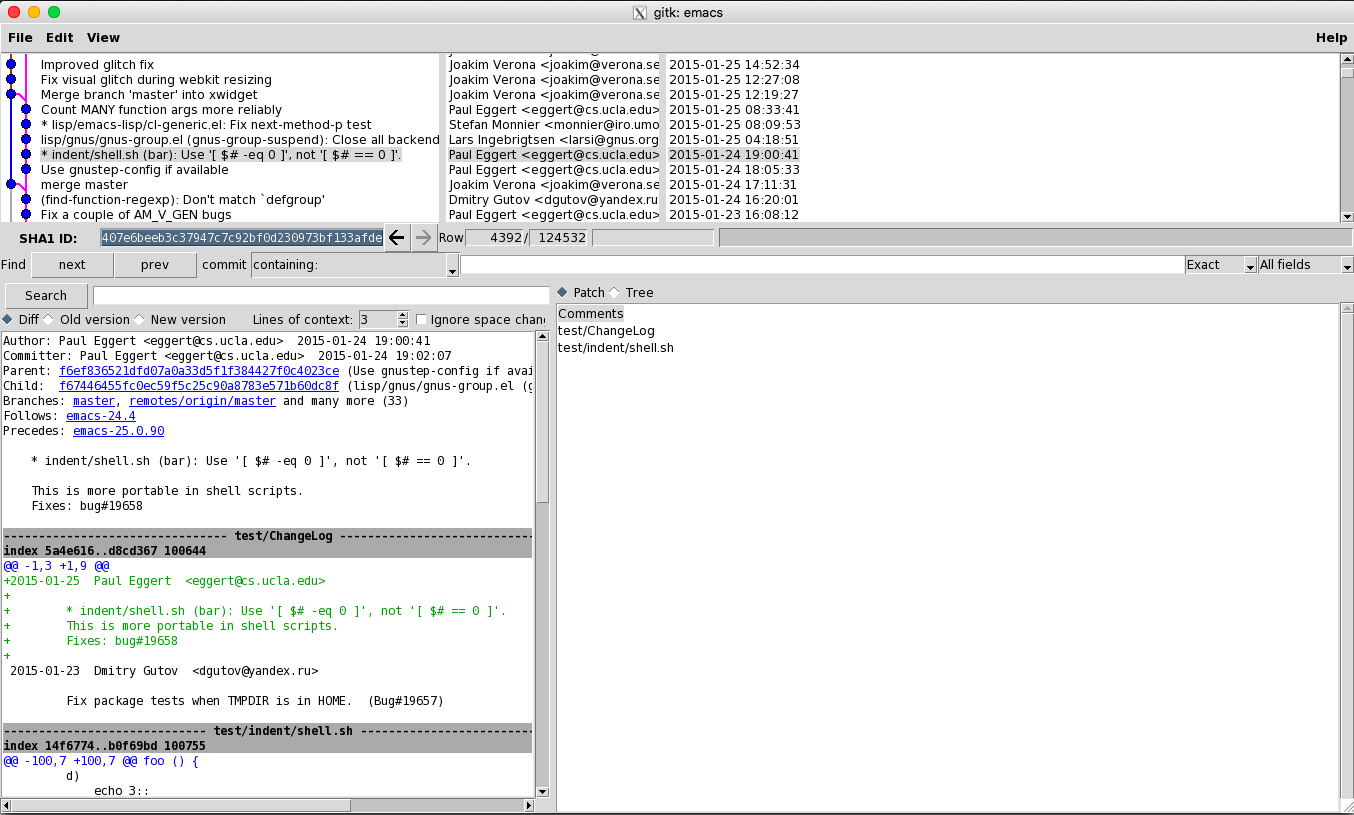 gitk: emacs
File Edit View Help
Improved glitch fix Joakim Verona <joakim@verona.se 2015-01-25 14:52:34
Fix visual glitch during webkit resizing Joakim Verona <joakim@verona.se 2015-01-25 12:27:08
Merge branch 'master' into xwidget Joakim Verona <joakim@verona.se 2015-01-25 12:19:27
Count MANY function args more reliably Paul Eggert <eggert@cs.ucla.edu> 2015-01-25 08:33:41
* lisp/emacs-lisp/cl-generic.el: Fix next-method-p test Stefan Monnier <monnier@iro.umo 2015-01-25 08:09:53
lisp/gnus/gnus-group.el (gnus-group-suspend): Close all backend Lars Ingebrigtsen <larsi@gnus.org 2015-01-25 04:18:51
* indent/shell.sh (bar): Use '[ $# -eq 0 ]', not '[ $# == 0 ]'. Paul Eggert <eggert@cs.ucla.edu> 2015-01-24 19:00:41
Use gnustep-config if available Paul Eggert <eggert@cs.ucla.edu> 2015-01-24 18:05:33
merge master Joakim Verona <joakim@verona.se 2015-01-24 17:11:31
(find-function-regexp): Don't match `defgroup' Dmitry Gutov <dgutov@yandex.ru 2015-01-24 16:20:01
Fix a couple of AM_V_GEN bugs Paul Eggert <eggert@cs.ucla.edu> 2015-01-23 16:08:12
SHA1 ID: 407e6beeb3c37947c7c92bf0d230973bf133afde Row 4392 / 124532
Find next prev commit containing: Exact All fields
Search
Patch Tree
Diff Old version New version Lines of context: 3 Ignore space chan
Author: Paul Eggert <eggert@cs.ucla.edu>  2015-01-24 19:00:41
Committer: Paul Eggert <eggert@cs.ucla.edu>  2015-01-24 19:02:07
Parent: f6ef836521dfd07a0a33d5f1f384427f0c4023ce (Use gnustep-config if avai
Child:  f67446455fc0ec59f5c25c90a8783e571b60dc8f (lisp/gnus/gnus-group.el (g
Branches: master, remotes/origin/master and many more (33)
Follows: emacs-24.4
Precedes: emacs-25.0.90
* indent/shell.sh (bar): Use '[ $# -eq 0 ]', not '[ $# == 0 ]'.
This is more portable in shell scripts.
Fixes: bug#19658
-------------------------------- test/ChangeLog ---------------------------
index 5a4e616..d8cd367 100644
@@ -1,3 +1,9 @@
+2015-01-25  Paul Eggert  <eggert@cs.ucla.edu>
+
+        * indent/shell.sh (bar): Use '[ $# -eq 0 ]', not '[ $# == 0 ]'.
+        This is more portable in shell scripts.
+        Fixes: bug#19658
+
2015-01-23  Dmitry Gutov  <dgutov@yandex.ru>
Fix package tests when TMPDIR is in HOME.  (Bug#19657)
----------------------------- test/indent/shell.sh ------------------------
index 14f6774..b0f69bd 100755
@@ -100,7 +100,7 @@ foo () {
d)
echo 3::
Comments
test/ChangeLog
test/indent/shell.sh